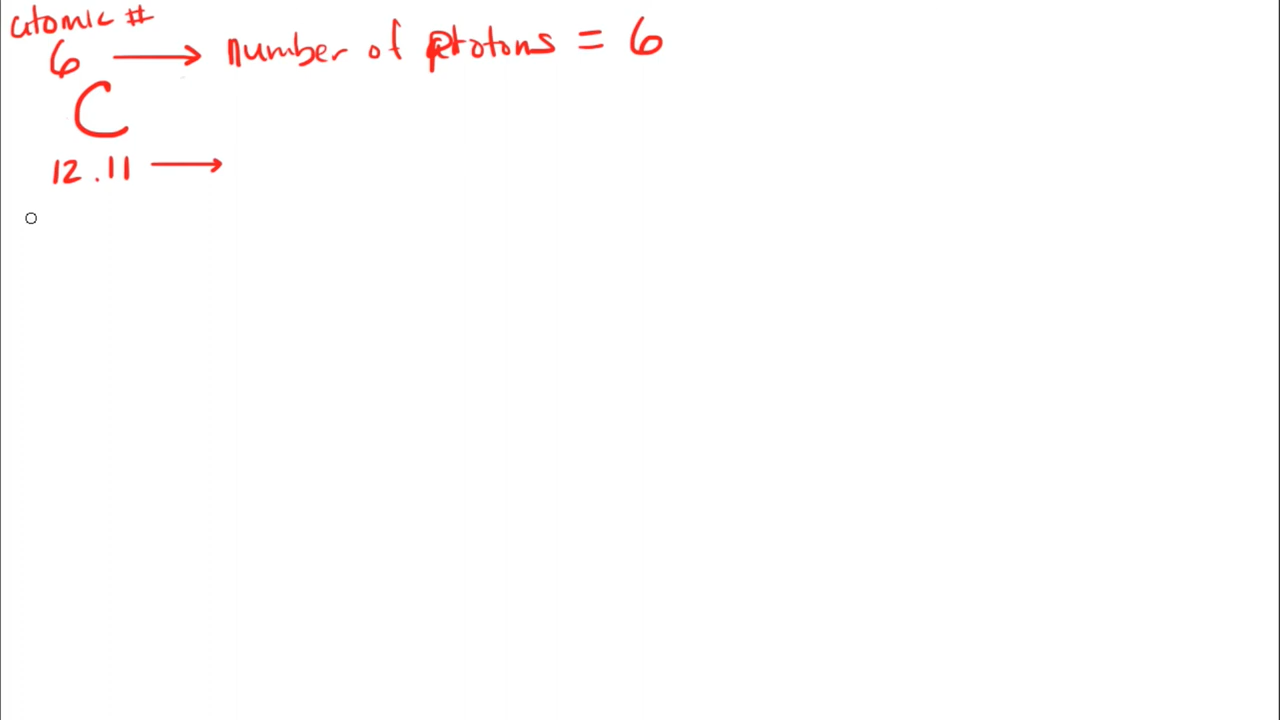 atomic #
6 → number of protons = 6
C
12.11 →